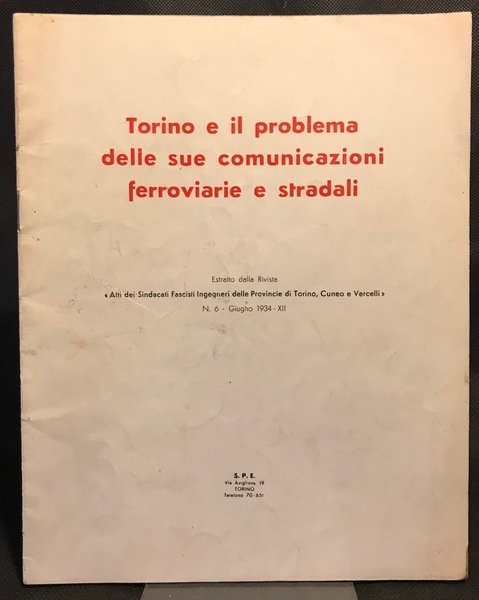 Torino e il problema
delle sue comunicazioni
ferroviarie e stradali
Estratto dalla Rivista
« Atti dei Sindacati Fascisti Ingegneri delle Provincie di Torino, Cuneo e Vercelli »
N. 6 - Giugno 1934 - XII
S. P. E.
Via Avigliana 19
TORINO
Telefono 70-651